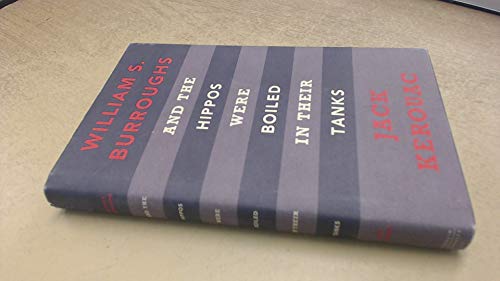 WILLIAM S.
BURROUGHS
AND THE
HIPPOS
WERE
BOILED
IN THEIR
TANKS
JACK
KEROUAC